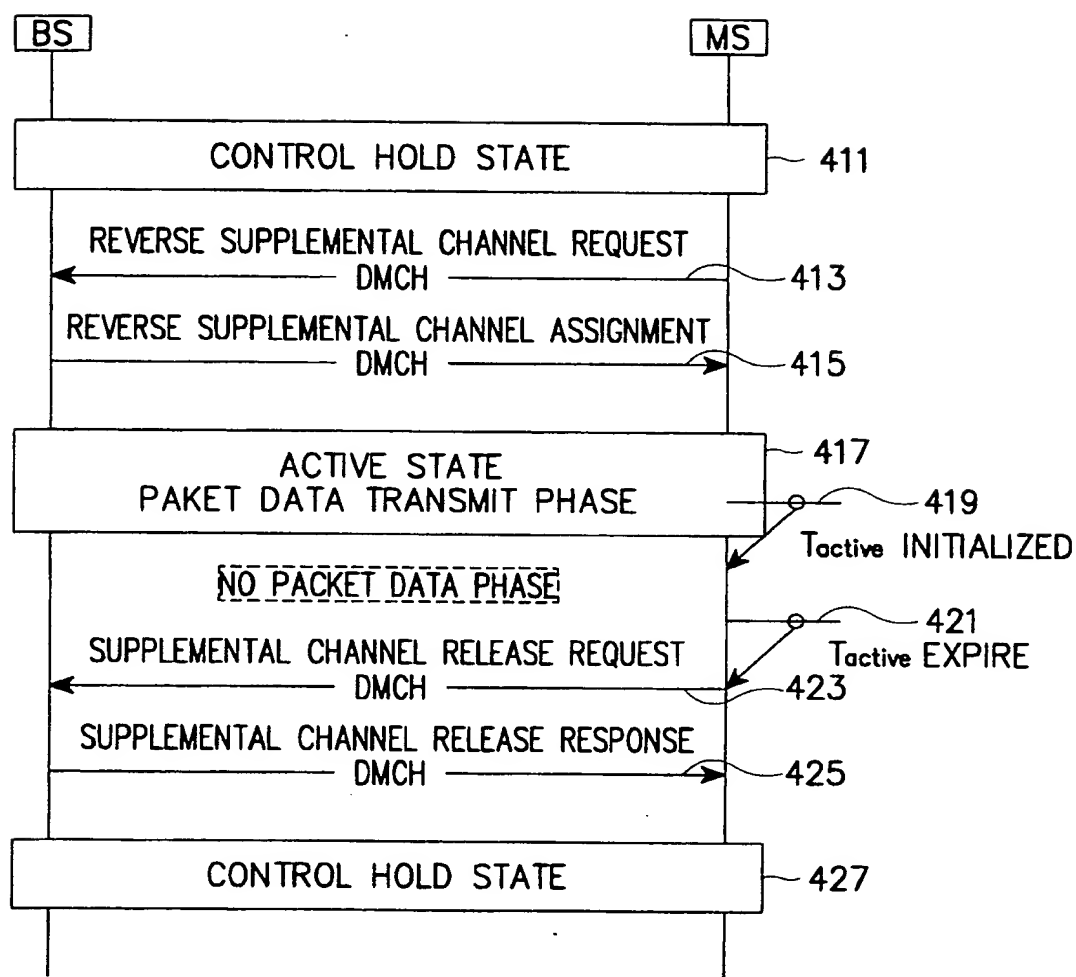 BS
MS
CONTROL HOLD STATE
411
REVERSE SUPPLEMENTAL CHANNEL REQUEST
DMCH
413
REVERSE SUPPLEMENTAL CHANNEL ASSIGNMENT
DMCH
415
ACTIVE STATE
417
PAKET DATA TRANSMIT PHASE
419
Tactive INITIALIZED
NO PACKET DATA PHASE
421
Tactive EXPIRE
SUPPLEMENTAL CHANNEL RELEASE REQUEST
DMCH
423
SUPPLEMENTAL CHANNEL RELEASE RESPONSE
DMCH
425
CONTROL HOLD STATE
427